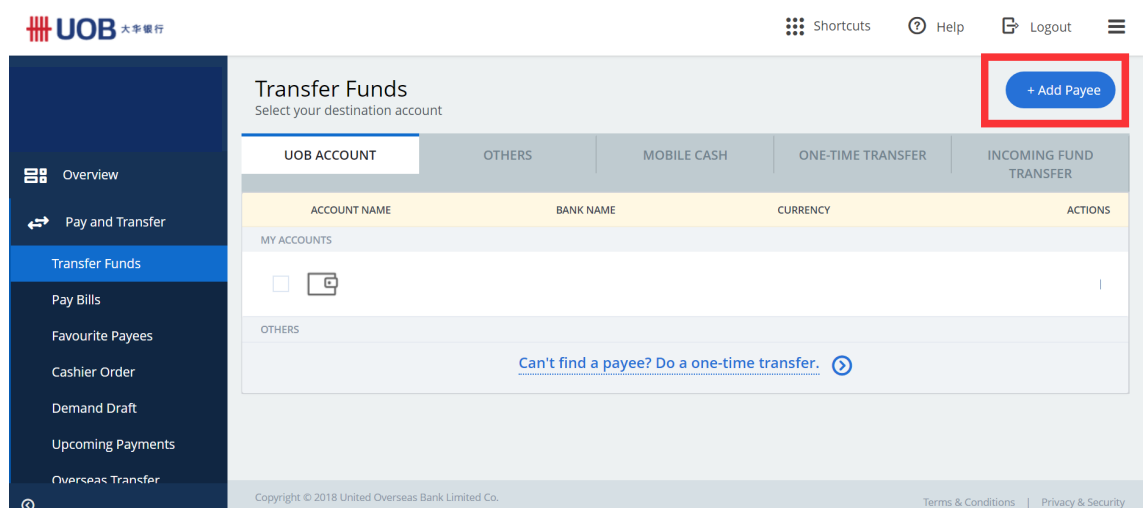 UOB 大华银行
Shortcuts
Help
Logout
Transfer Funds
Select your destination account
+ Add Payee
Overview
Pay and Transfer
Transfer Funds
Pay Bills
Favourite Payees
Cashier Order
Demand Draft
Upcoming Payments
Overseas Transfer
UOB ACCOUNT
OTHERS
MOBILE CASH
ONE-TIME TRANSFER
INCOMING FUND
TRANSFER
ACCOUNT NAME
BANK NAME
CURRENCY
ACTIONS
MY ACCOUNTS
OTHERS
Can't find a payee? Do a one-time transfer.
Copyright © 2018 United Overseas Bank Limited Co.
Terms & Conditions | Privacy & Security